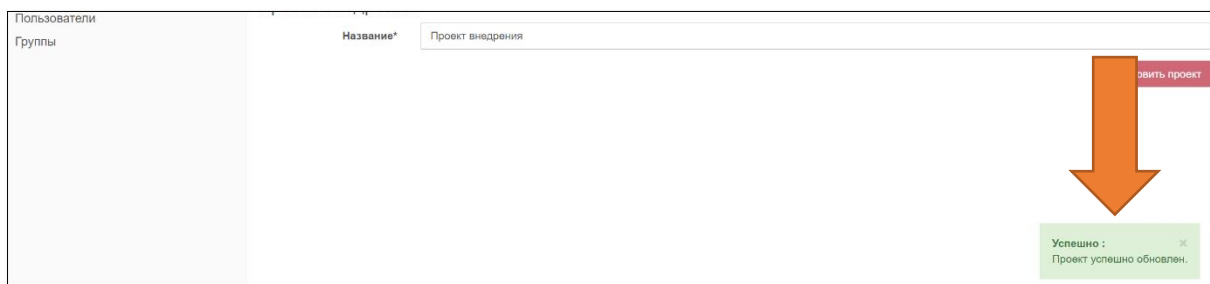 Пользователи
Группы
Название*
Проект внедрения
овить проект
Успешно : ×
Проект успешно обновлен.